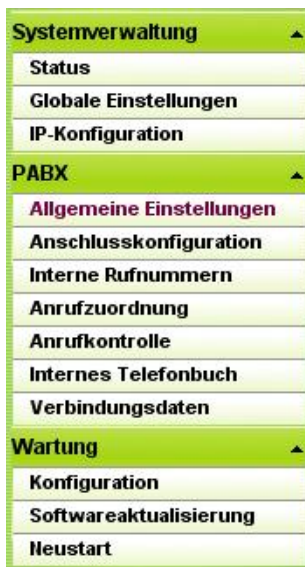 Systemverwaltung
Status
Globale Einstellungen
IP-Konfiguration
PABX
Allgemeine Einstellungen
Anschlusskonfiguration
Interne Rufnummern
Anrufzuordnung
Anrufkontrolle
Internes Telefonbuch
Verbindungsdaten
Wartung
Konfiguration
Softwareaktualisierung
Neustart